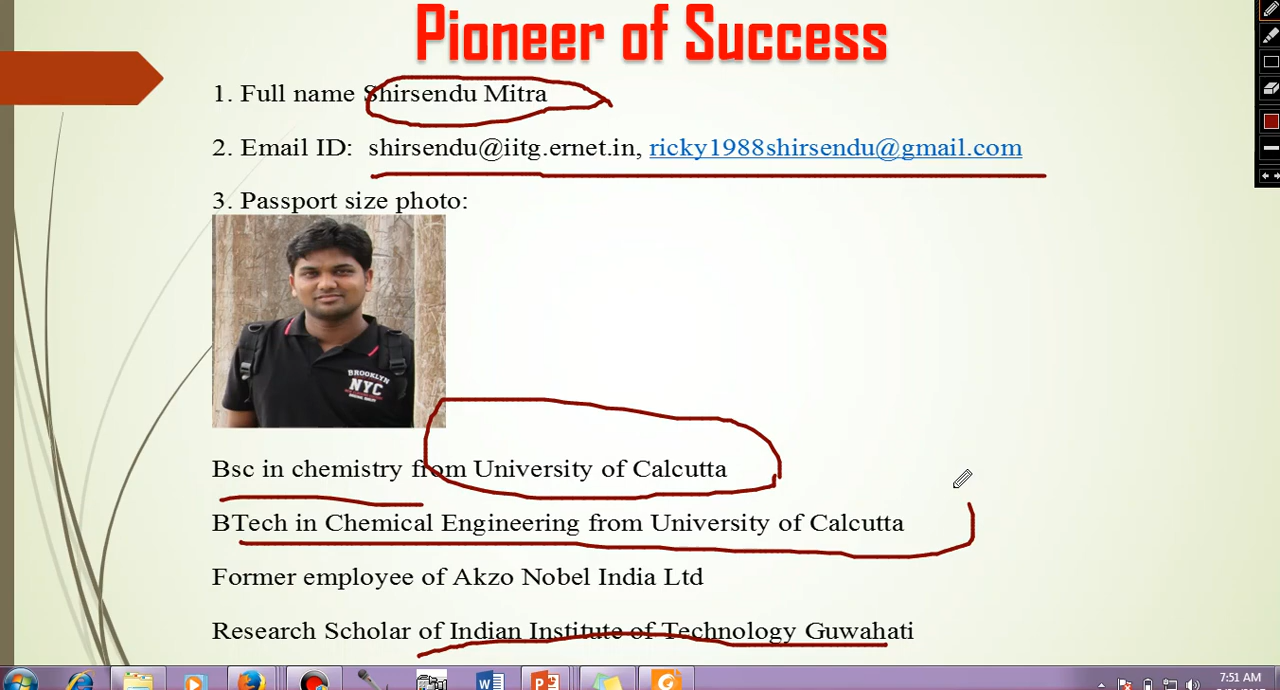 Pioneer of Success
1. Full name Shirsendu Mitra
2. Email ID: shirsendu@iitg.ernet.in, ricky1988shirsendu@gmail.com
3. Passport size photo:
BROOKLYN
NYC
Bsc in chemistry from University of Calcutta
BTech in Chemical Engineering from University of Calcutta
Former employee of Akzo Nobel India Ltd
Research Scholar of Indian Institute of Technology Guwahati
7:51 AM